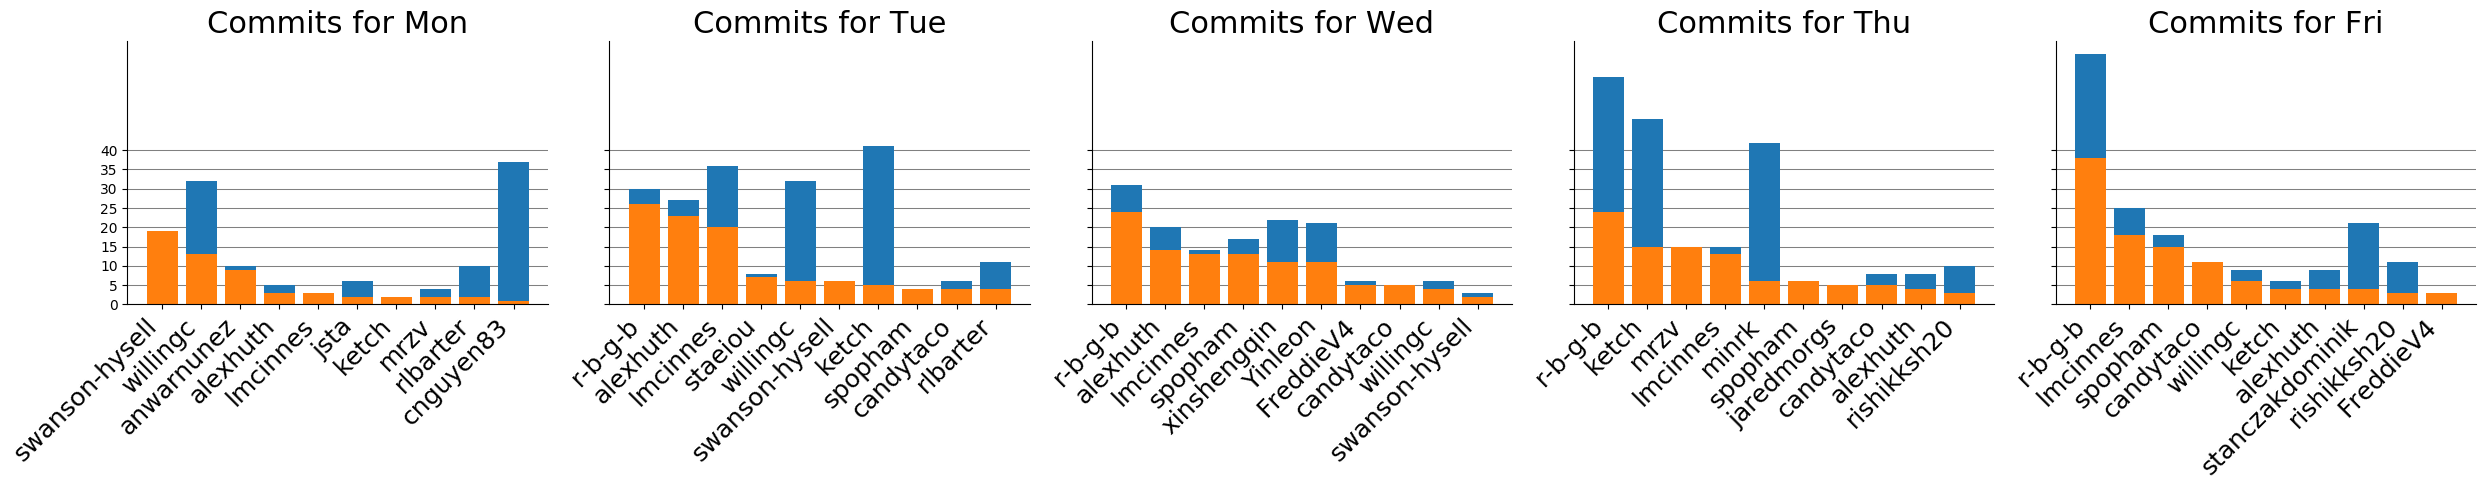 Commits for Mon
Commits for Tue
Commits for Wed
Commits for Thu
Commits for Fri
40
35
30
25
20
15
10
5
0
swanson-hysell
willingc
anwarnunez
alexhuth
lmcinnes
jsta
ketch
mrzv
rlbarter
cnguyen83
r-b-g-b
alexhuth
lmcinnes
staeiou
willingc
swanson-hysell
ketch
spopham
candytaco
rlbarter
r-b-g-b
alexhuth
lmcinnes
spopham
xinshengqin
Yinleon
FreddieV4
candytaco
willingc
swanson-hysell
r-b-g-b
ketch
mrzv
lmcinnes
minrk
spopham
jaredmorgs
candytaco
alexhuth
rishikksh20
r-b-g-b
lmcinnes
spopham
candytaco
willingc
ketch
alexhuth
stanczakdominik
rishikksh20
FreddieV4